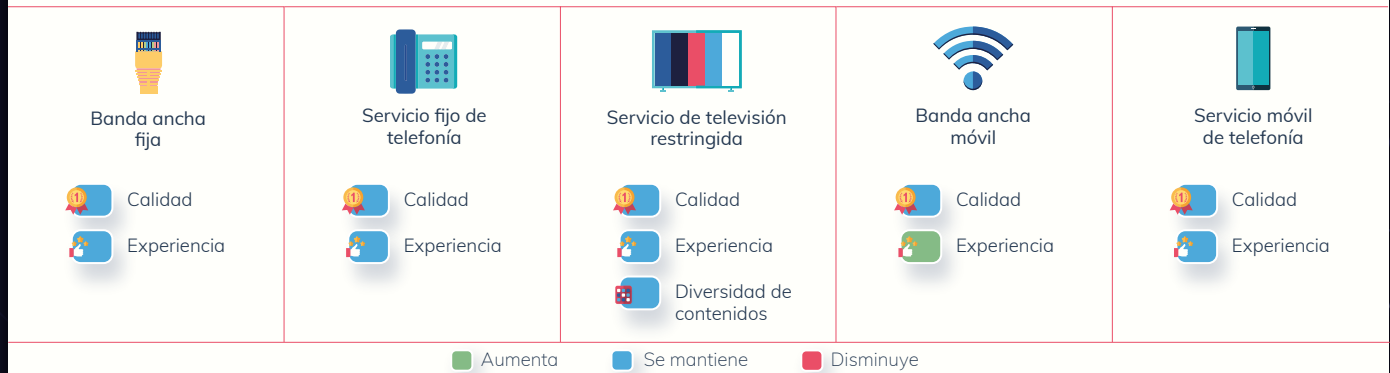 Banda ancha
fija
Calidad
Experiencia
Servicio fijo de
telefonía
Calidad
Experiencia
Servicio de televisión
restringida
Calidad
Experiencia
Diversidad de
contenidos
Banda ancha
móvil
Calidad
Experiencia
Servicio móvil
de telefonía
Calidad
Experiencia
Aumenta
Se mantiene
Disminuye